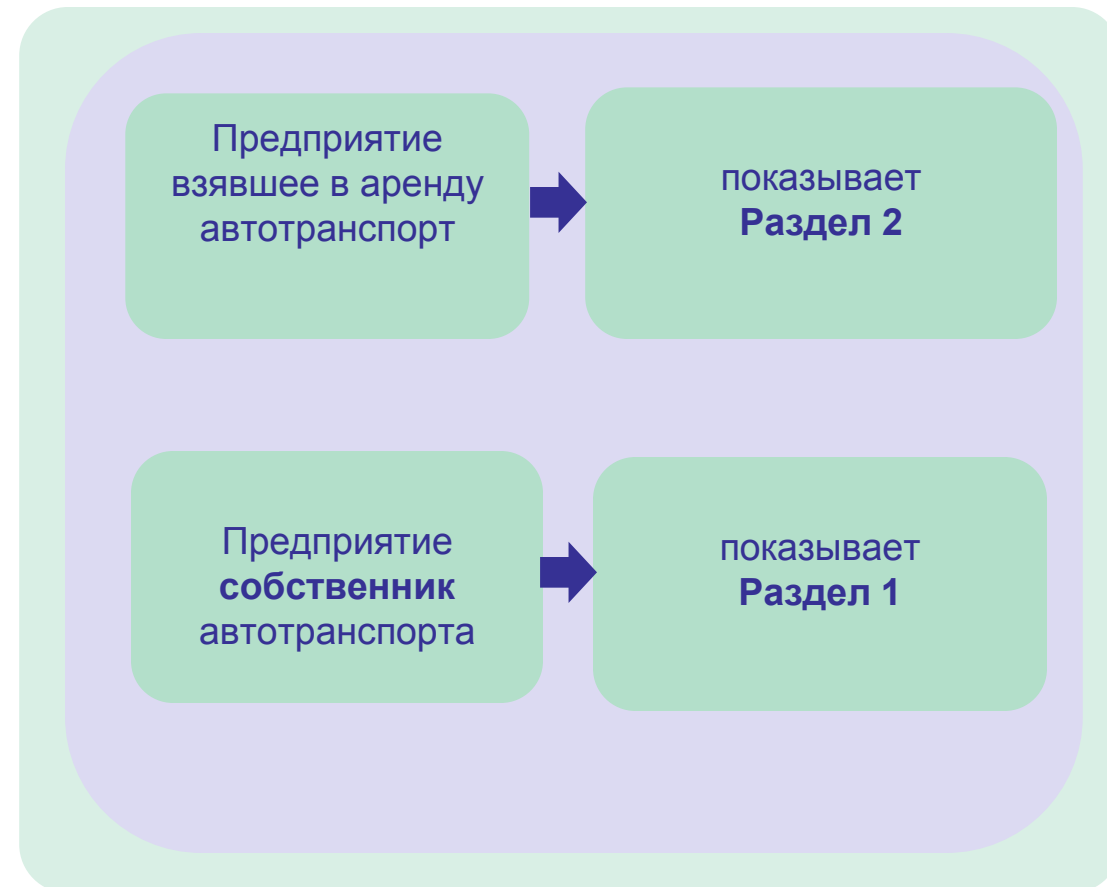 Предприятие
взявшее в аренду
автотранспорт
показывает
Раздел 2
Предприятие
собственник
автотранспорта
показывает
Раздел 1